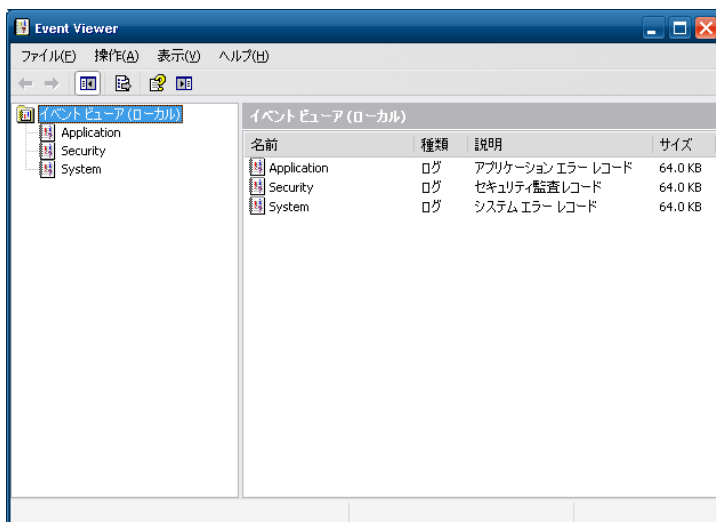 Event Viewer
ファイル(F) 操作(A) 表示(V) ヘルプ(H)
イベント ビューア (ローカル)
Application
Security
System
イベント ビューア (ローカル)
名前 種類 説明 サイズ
Application ログ アプリケーション エラー レコード 64.0 KB
Security ログ セキュリティ監査レコード 64.0 KB
System ログ システム エラー レコード 64.0 KB